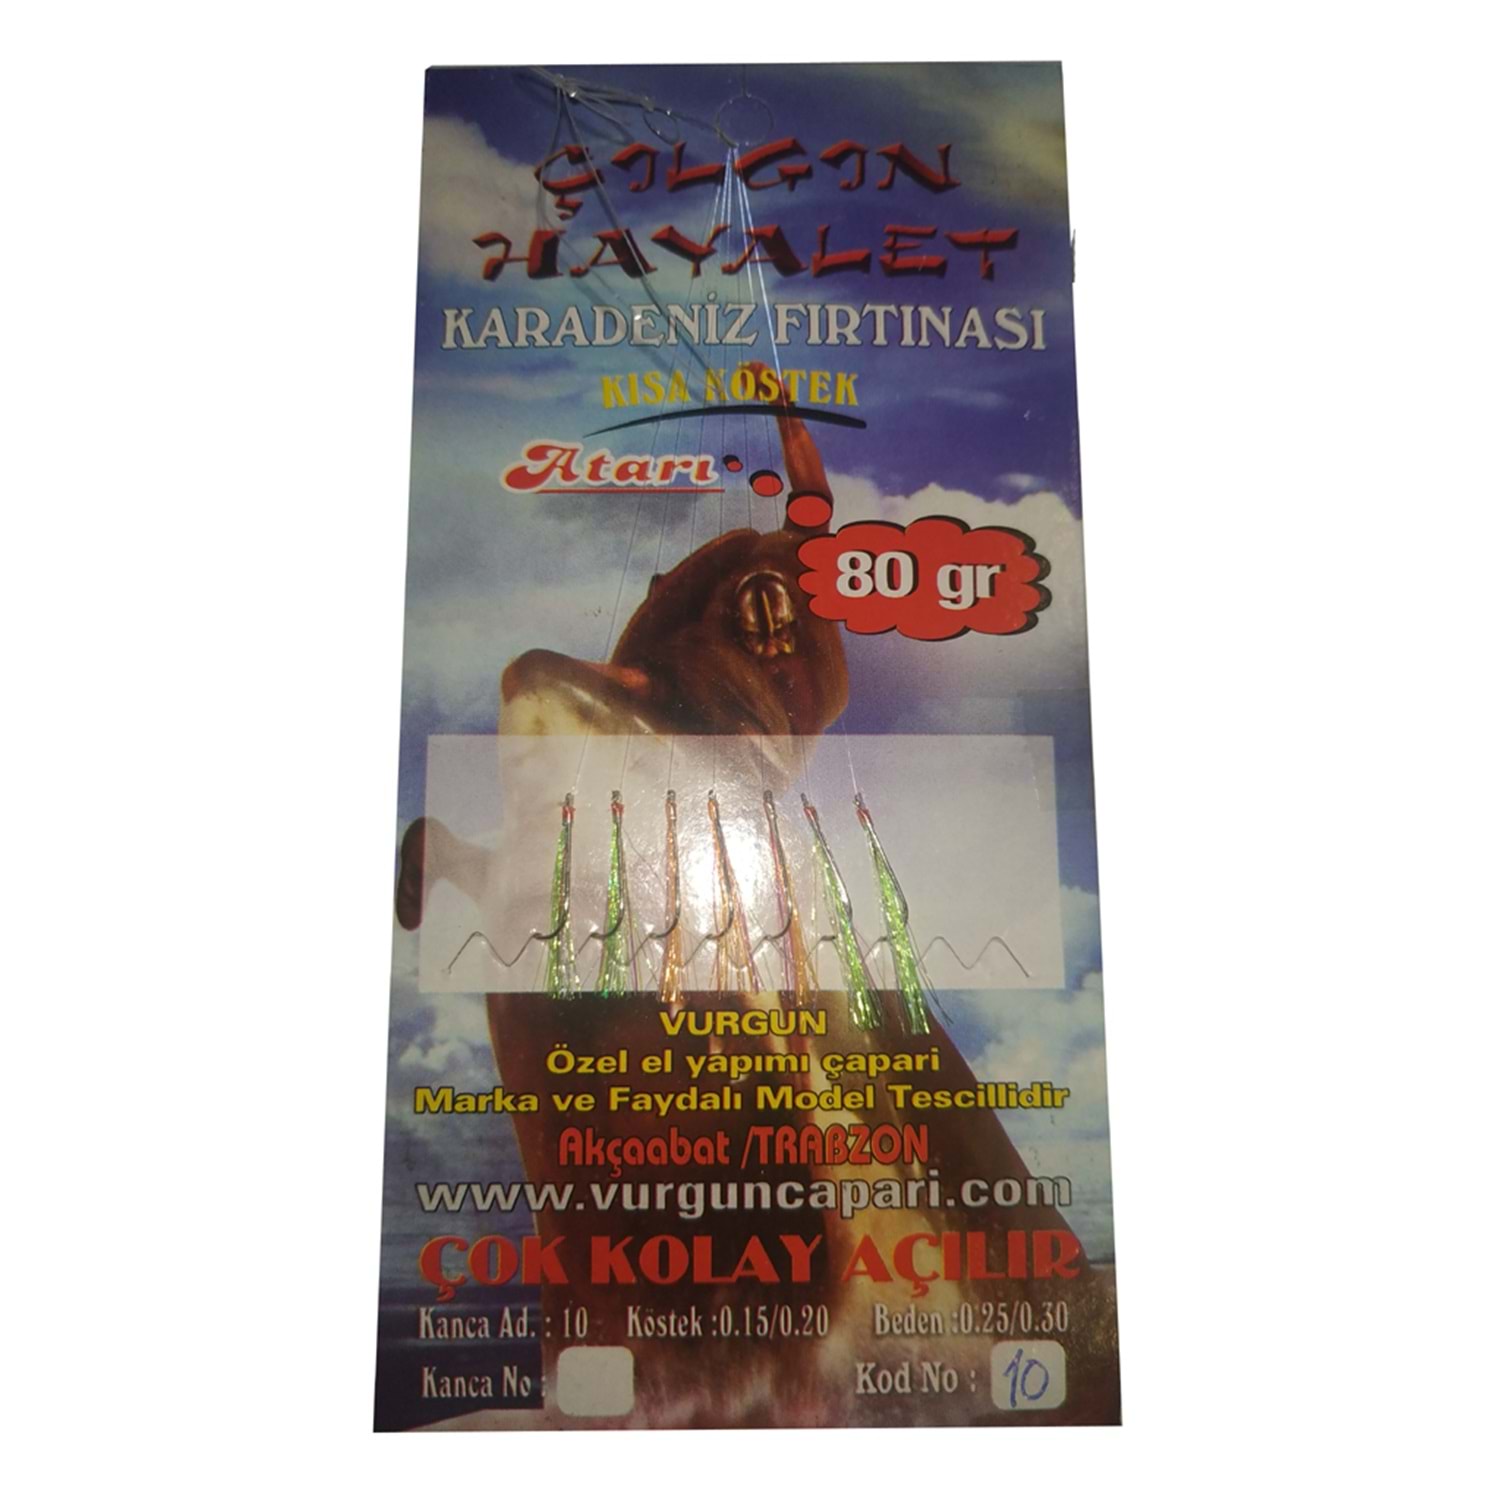 ÇILGIN
HAYALET
KARADENİZ FIRTINASI
KISA KÖSTEK
Atarı
80 gr
VURGUN
Özel el yapımı çapari
Marka ve Faydalı Model Tescillidir
Akçaabat /TRABZON
www.vurguncapari.com
ÇOK KOLAY AÇILIR
Kanca Ad. : 10 Köstek :0.15/0.20 Beden :0.25/0.30
Kanca No : Kod No : 10